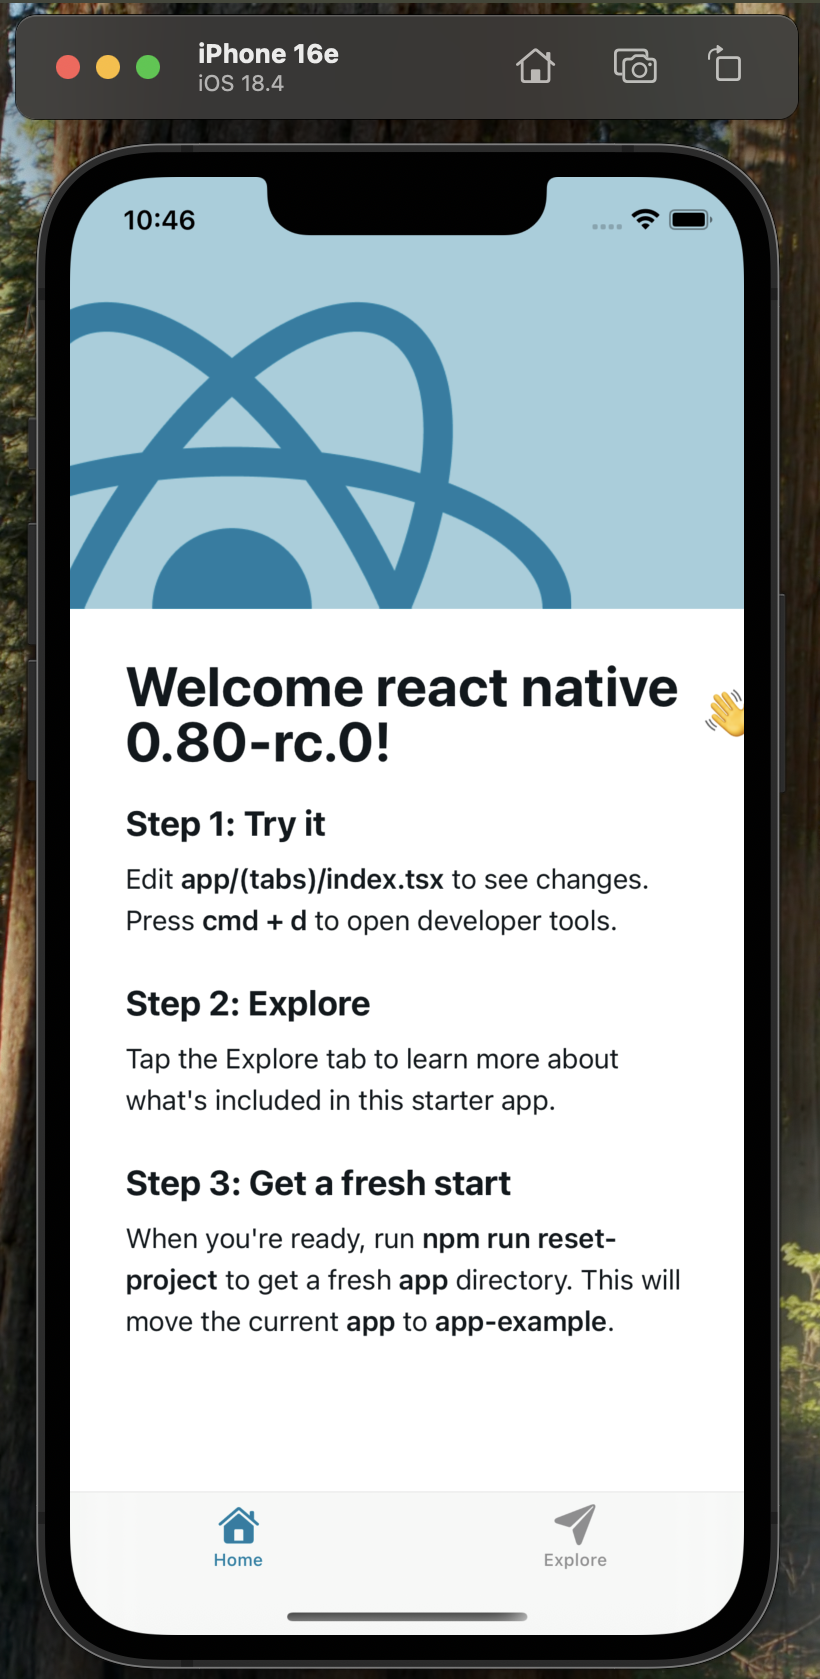 iPhone 16e
iOS 18.4
10:46
Welcome react native
0.80-rc.0!
Step 1: Try it
Edit app/(tabs)/index.tsx to see changes.
Press cmd + d to open developer tools.
Step 2: Explore
Tap the Explore tab to learn more about
what's included in this starter app.
Step 3: Get a fresh start
When you're ready, run npm run reset-
project to get a fresh app directory. This will
move the current app to app-example.
Home
Explore